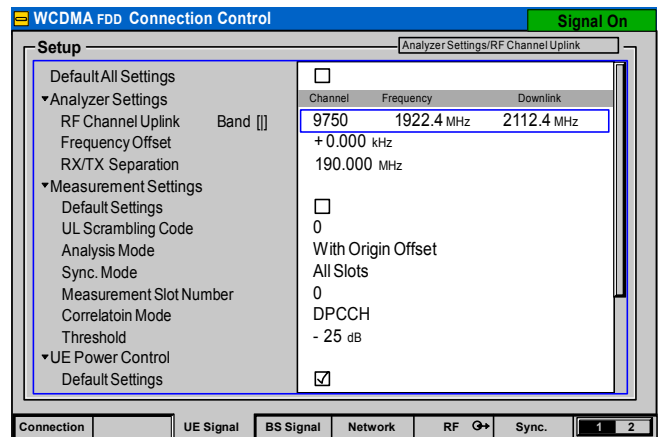 WCDMA FDD Connection Control
Signal On
Setup
Analyzer Settings/RF Channel Uplink
Default All Settings
▾Analyzer Settings Channel Frequency Downlink
RF Channel Uplink Band [|] 9750 1922.4 MHz 2112.4 MHz
Frequency Offset +0.000 kHz
RX/TX Separation 190.000 MHz
▾Measurement Settings
Default Settings
UL Scrambling Code 0
Analysis Mode With Origin Offset
Sync. Mode All Slots
Measurement Slot Number 0
Correlatoin Mode DPCCH
Threshold - 25 dB
▾UE Power Control
Default Settings
Connection UE Signal BS Signal Network RF Sync. 1 2